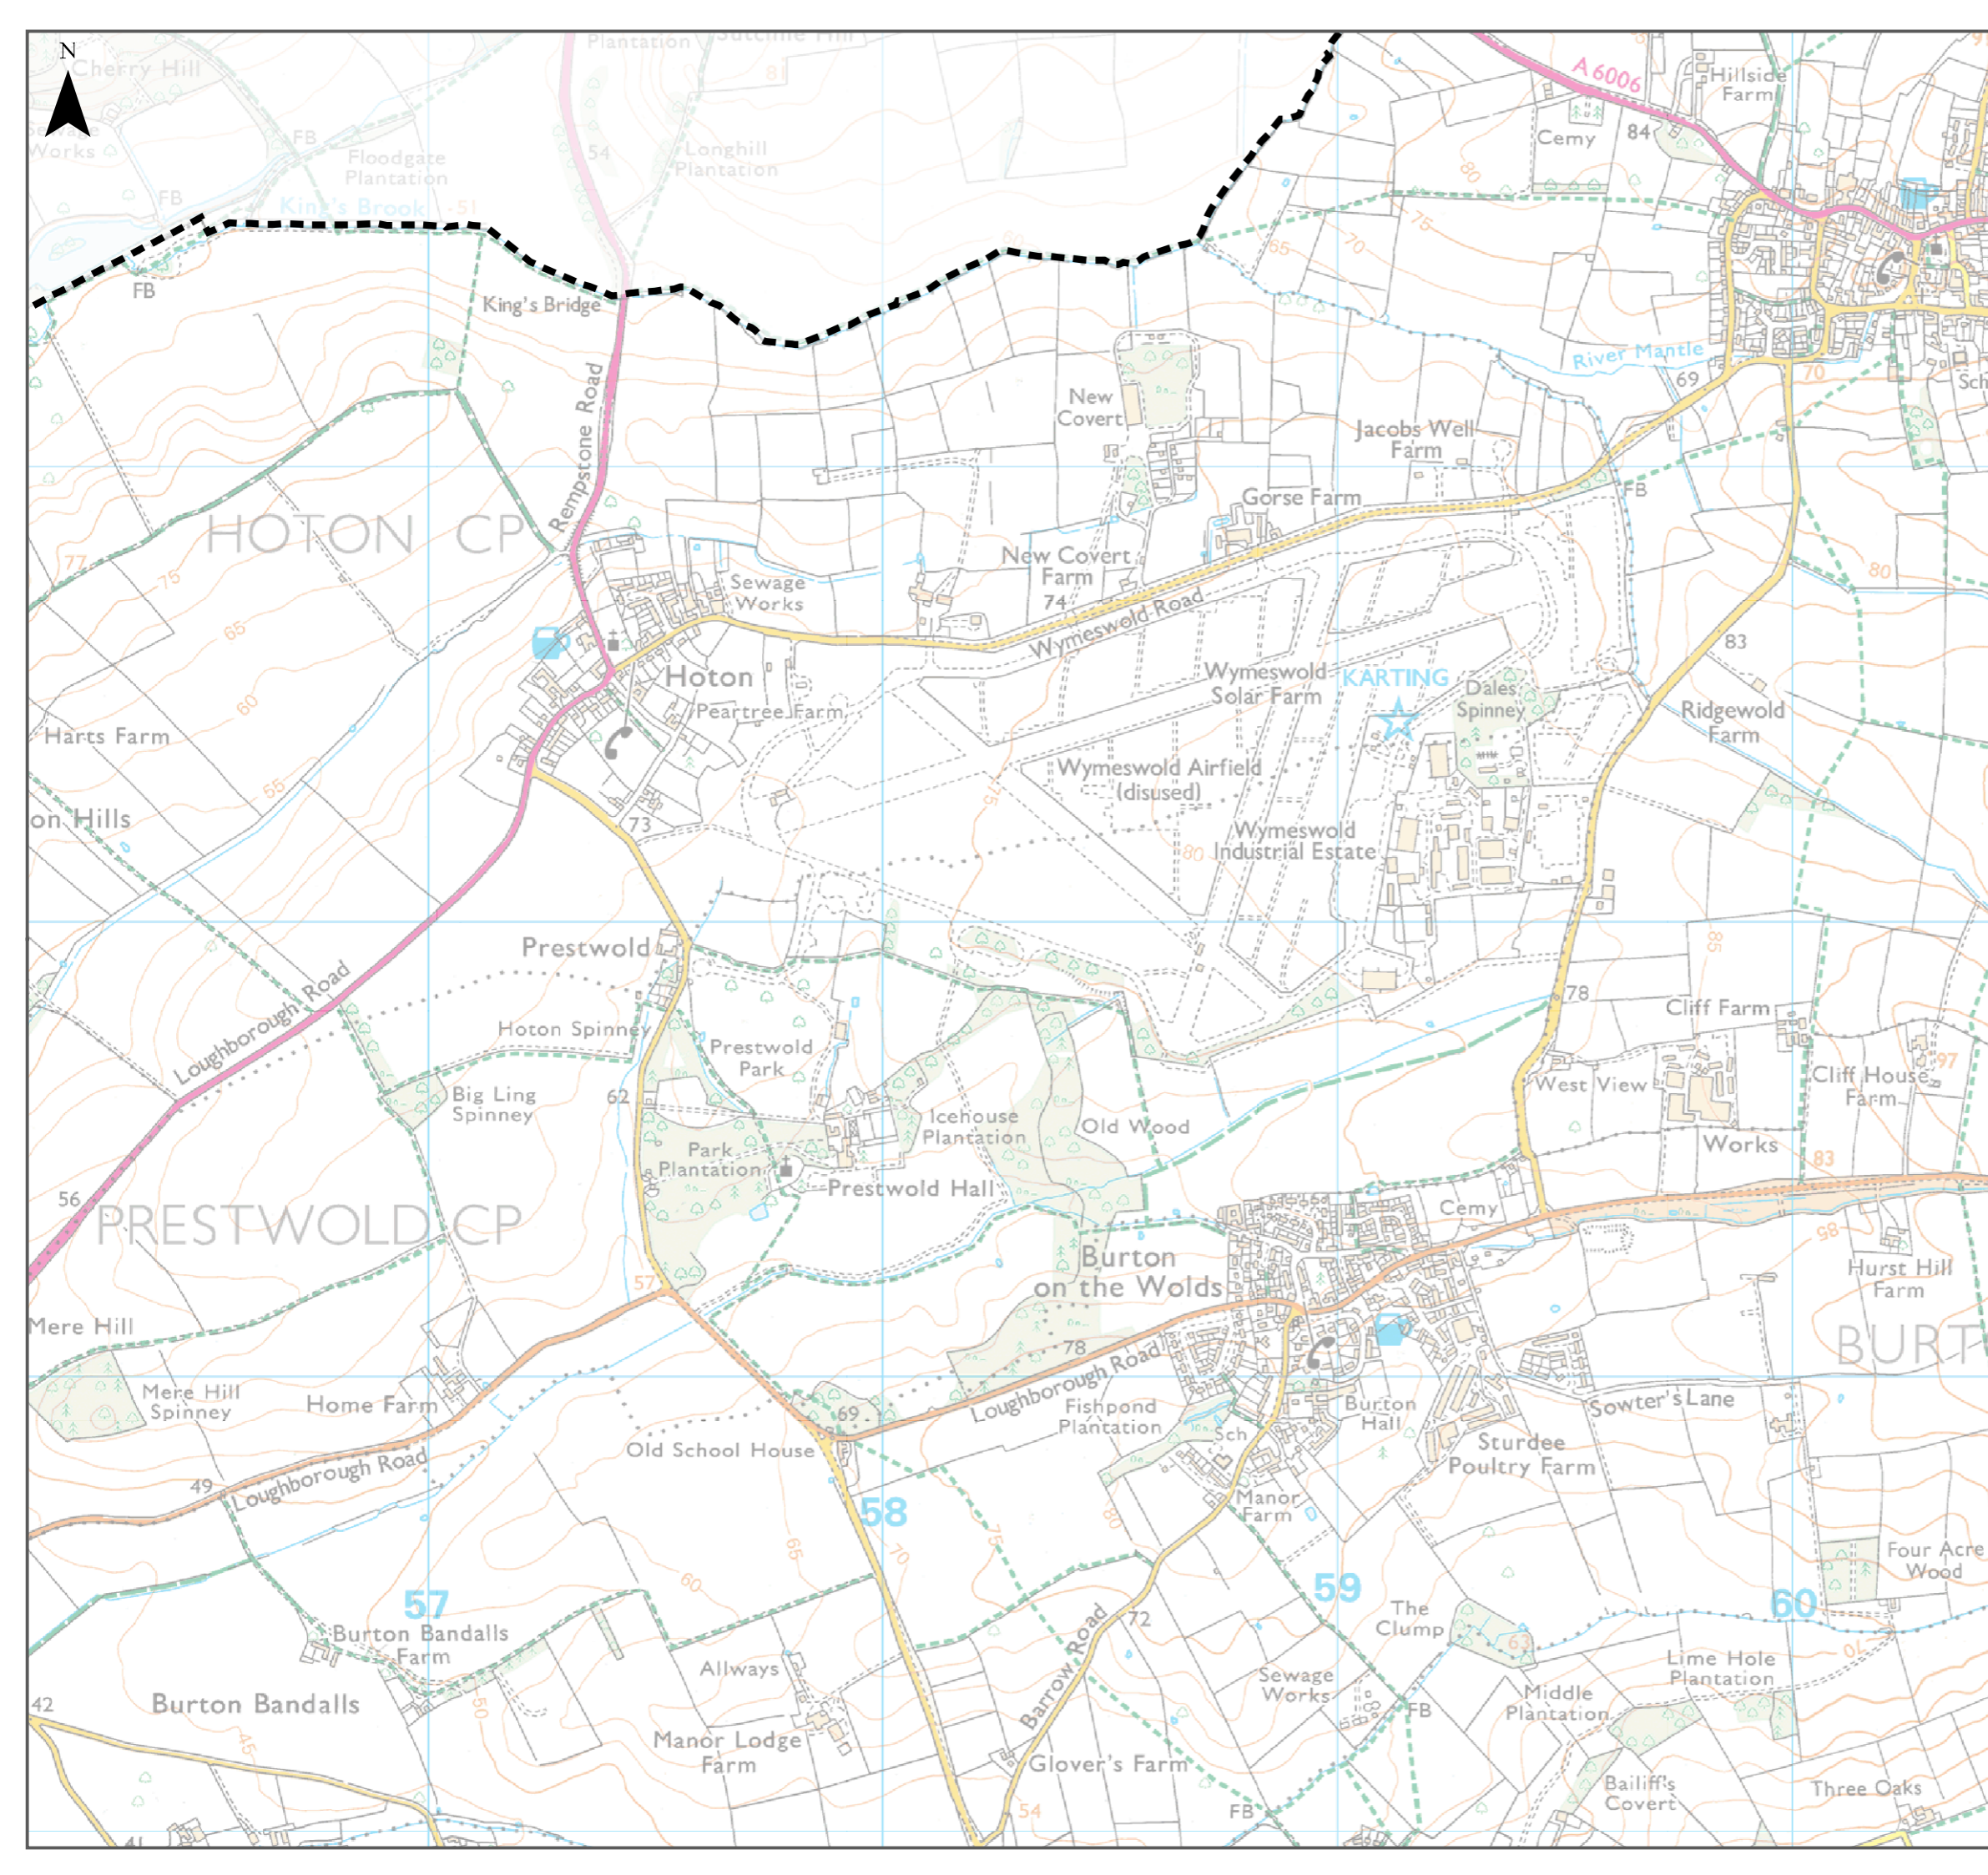 N
Cherry Hill
Sewage
Works
FB
FB
Floodgate
Plantation
King's Brook
51
Plantation
Sutcliffe Hill
81
54
Longhill
Plantation
A 6006
Hillside
Farm
Cemy
84
80
75
70
65
FB
King's Bridge
Rempstone Road
New
Covert
River Mantle
69
70
Sch
Jacobs Well
Farm
Gorse Farm
FB
HOTON CP
77
75
65
60
55
New Covert
Farm
74
Wymeswold Road
Sewage
Works
80
83
Hoton
Peartree Farm
Wymeswold
Solar Farm
KARTING
Dales
Spinney
Ridgewold
Farm
Harts Farm
on Hills
73
Wymeswold Airfield
(disused)
75
80
Wymeswold
Industrial Estate
Prestwold
85
78
Cliff Farm
Loughborough Road
Hoton Spinney
Prestwold
Park
62
Big Ling
Spinney
Icehouse
Plantation
Old Wood
West View
Cliff House
Farm
97
Works
83
Park
Plantation
Prestwold Hall
56
PRESTWOLD CP
Cemy
85
57
Burton
on the Wolds
Hurst Hill
Farm
BURT
Mere Hill
78
Loughborough Road
Mere Hill
Spinney
Home Farm
69
Fishpond
Plantation
Sch
Burton
Hall
Sowter's Lane
Old School House
Sturdee
Poultry Farm
49
Loughborough Road
Manor
Farm
58
80
75
70
65
60
Four Acre
Wood
57
59
60
The
Clump
63
72
Burton Bandalls
Farm
Allways
Barrow Road
Sewage
Works
Lime Hole
Plantation
70
42
Burton Bandalls
50
45
Middle
Plantation
FB
Manor Lodge
Farm
Glover's Farm
Bailiff's
Covert
Three Oaks
54
FB
41